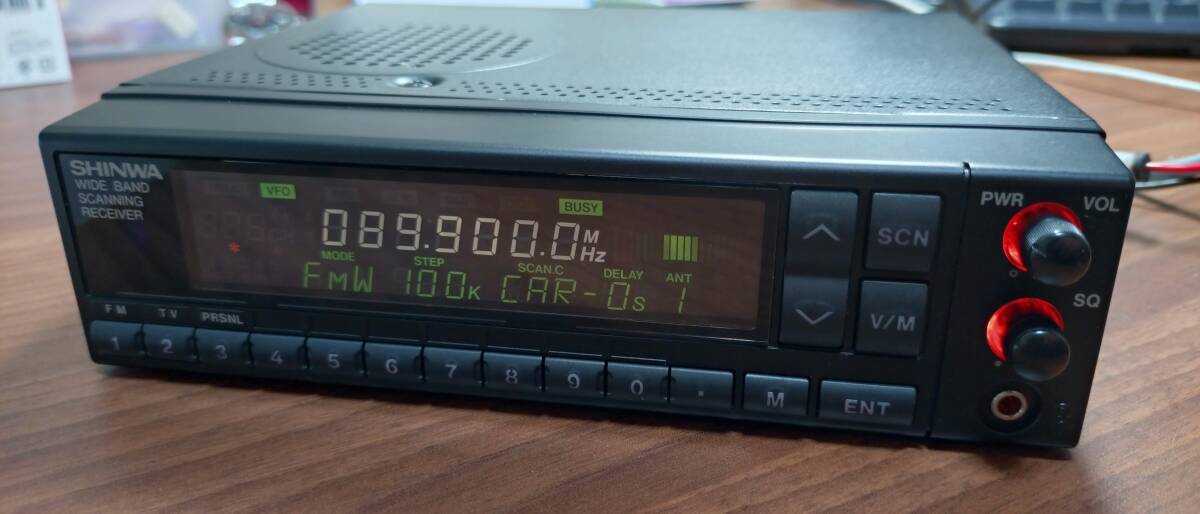 SHINWA
WIDE BAND
SCANNING
RECEIVER
VFO
BUSY
089.900.0 MHz
MODE STEP SCAN.C DELAY ANT
FMW 100K CAR-0s 1
SCN
V/M
PWR VOL
SQ
FM TV PRSNL
1 2 3 4 5 6 7 8 9 0 . M ENT